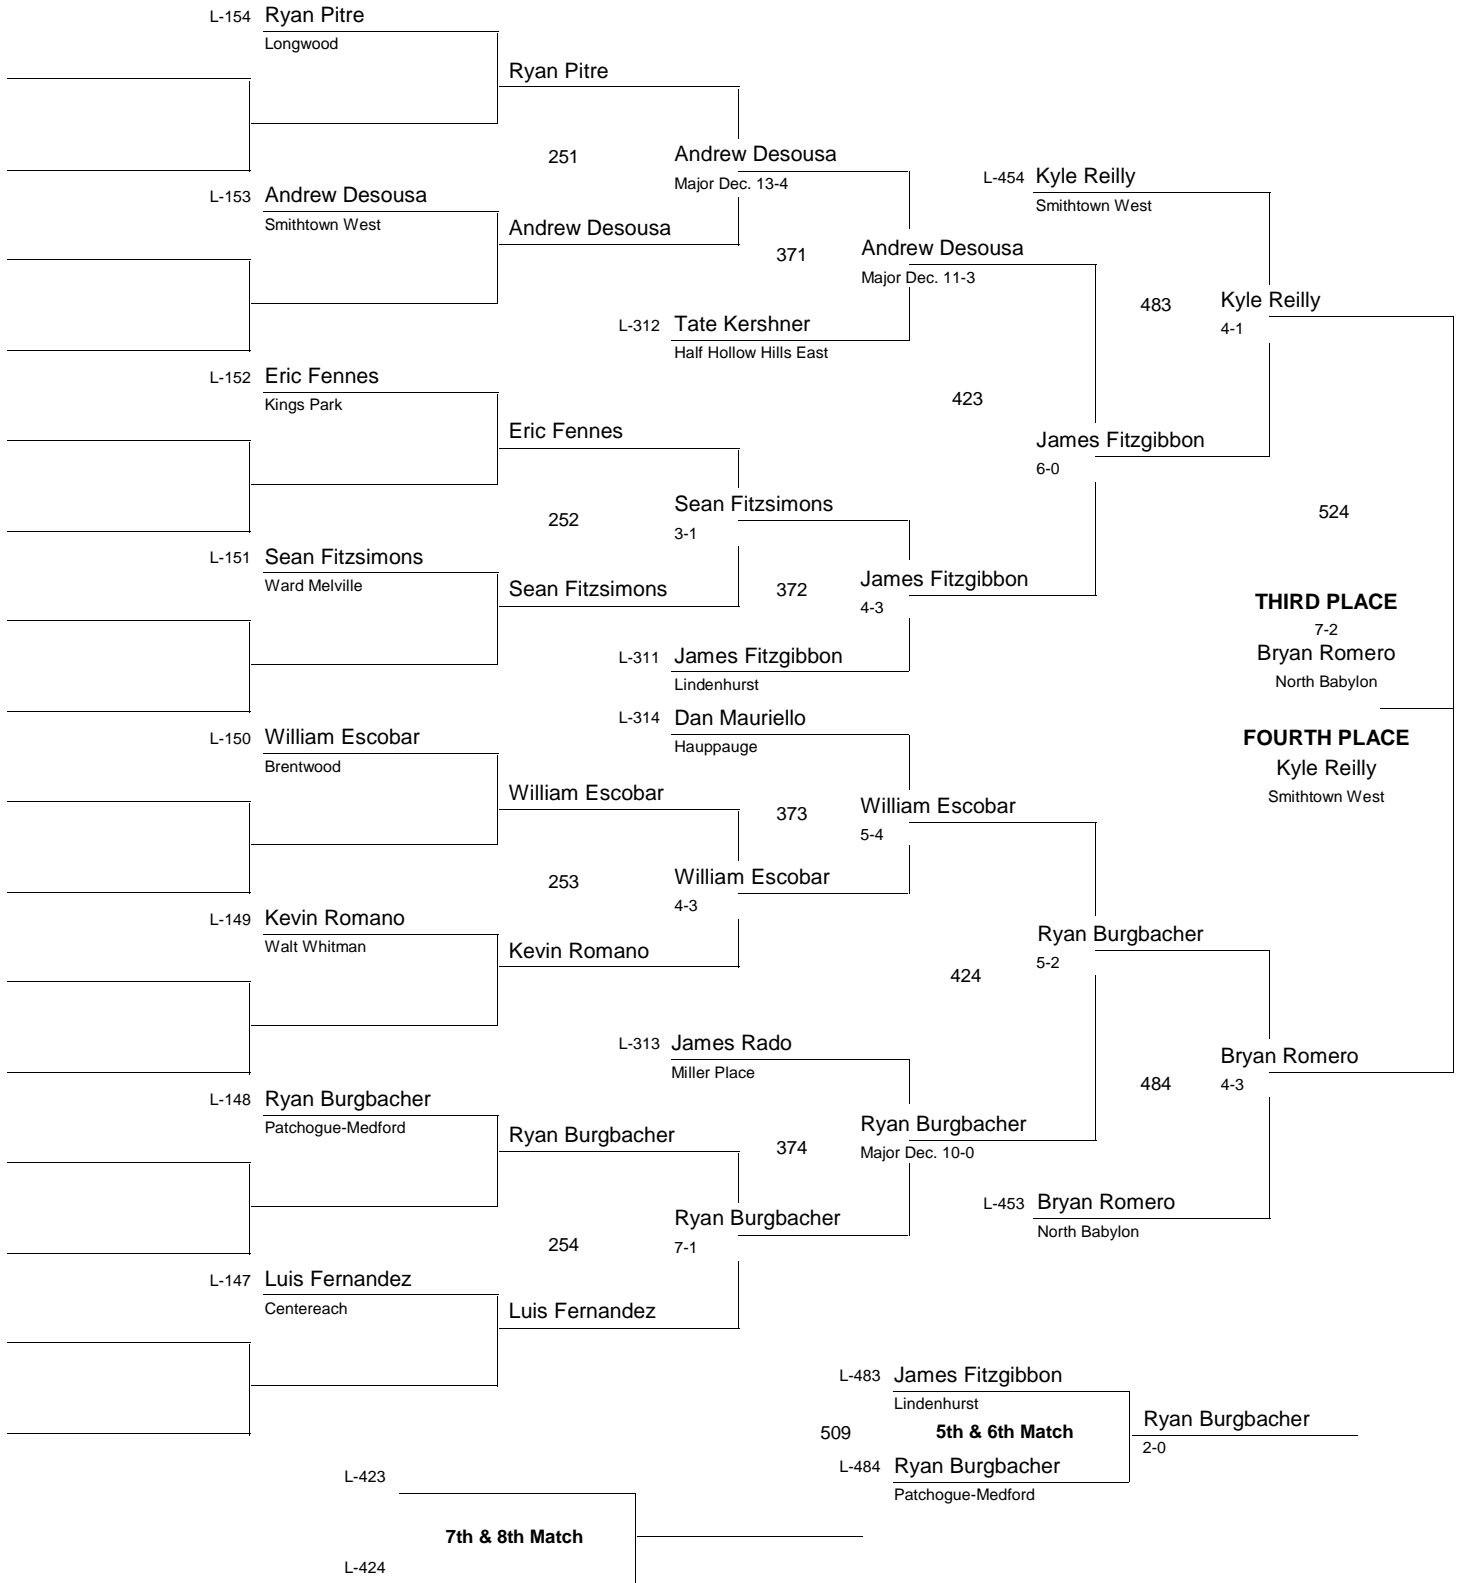 L-154 Ryan Pitre
Longwood
Ryan Pitre
251
Andrew Desousa
Major Dec. 13-4
L-454 Kyle Reilly
Smithtown West
L-153 Andrew Desousa
Smithtown West
Andrew Desousa
371
Andrew Desousa
Major Dec. 11-3
483
Kyle Reilly
4-1
L-312 Tate Kershner
Half Hollow Hills East
L-152 Eric Fennes
Kings Park
423
Eric Fennes
James Fitzgibbon
6-0
Sean Fitzsimons
3-1
252
524
L-151 Sean Fitzsimons
Ward Melville
Sean Fitzsimons
372
James Fitzgibbon
4-3
THIRD PLACE
7-2
Bryan Romero
North Babylon
L-311 James Fitzgibbon
Lindenhurst
L-314 Dan Mauriello
Hauppauge
L-150 William Escobar
Brentwood
FOURTH PLACE
Kyle Reilly
Smithtown West
William Escobar
373
William Escobar
5-4
253
William Escobar
4-3
L-149 Kevin Romano
Walt Whitman
Kevin Romano
Ryan Burgbacher
5-2
424
L-313 James Rado
Miller Place
Bryan Romero
4-3
484
L-148 Ryan Burgbacher
Patchogue-Medford
Ryan Burgbacher
374
Ryan Burgbacher
Major Dec. 10-0
L-453 Bryan Romero
North Babylon
Ryan Burgbacher
7-1
254
L-147 Luis Fernandez
Centereach
Luis Fernandez
L-483 James Fitzgibbon
Lindenhurst
509
5th & 6th Match
Ryan Burgbacher
2-0
L-484 Ryan Burgbacher
Patchogue-Medford
L-423
7th & 8th Match
L-424